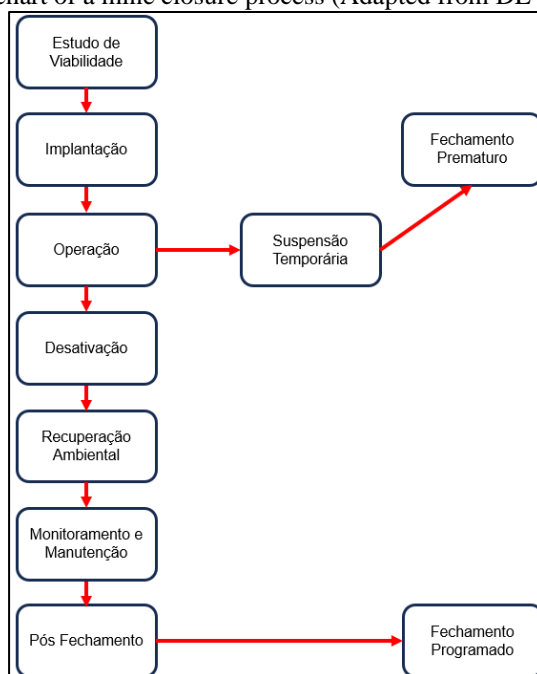 chart of a mine closure process (Adapted from DE
Estudo de
Viabilidade
Implantação
Fechamento
Prematuro
Operação
Suspensão
Temporária
Desativação
Recuperação
Ambiental
Monitoramento e
Manutenção
Pós Fechamento
Fechamento
Programado